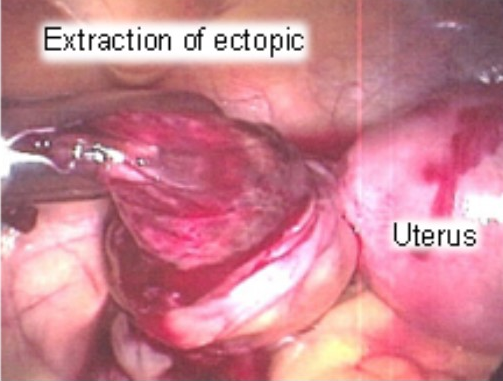 Extraction of ectopic
Uterus